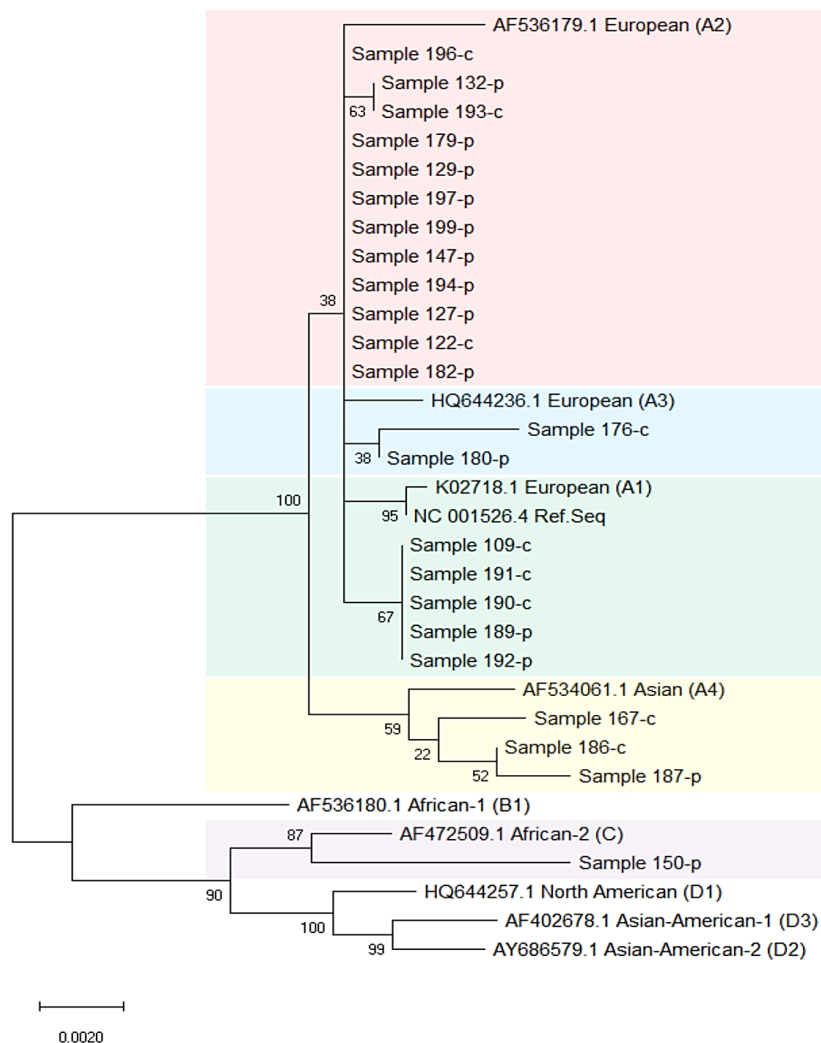 AF536179.1 European (A2)
Sample 196-c
Sample 132-p
63
Sample 193-c
Sample 179-p
Sample 129-p
Sample 197-p
Sample 199-p
Sample 147-p
Sample 194-p
38
Sample 127-p
Sample 122-c
Sample 182-p
HQ644236.1 European (A3)
Sample 176-c
38
Sample 180-p
K02718.1 European (A1)
100
95
NC 001526.4 Ref.Seq
Sample 109-c
Sample 191-c
Sample 190-c
67
Sample 189-p
Sample 192-p
AF534061.1 Asian (A4)
59
Sample 167-c
22
Sample 186-c
52
Sample 187-p
AF536180.1 African-1 (B1)
87
AF472509.1 African-2 (C)
Sample 150-p
90
HQ644257.1 North American (D1)
100
AF402678.1 Asian-American-1 (D3)
99
AY686579.1 Asian-American-2 (D2)
0.0020